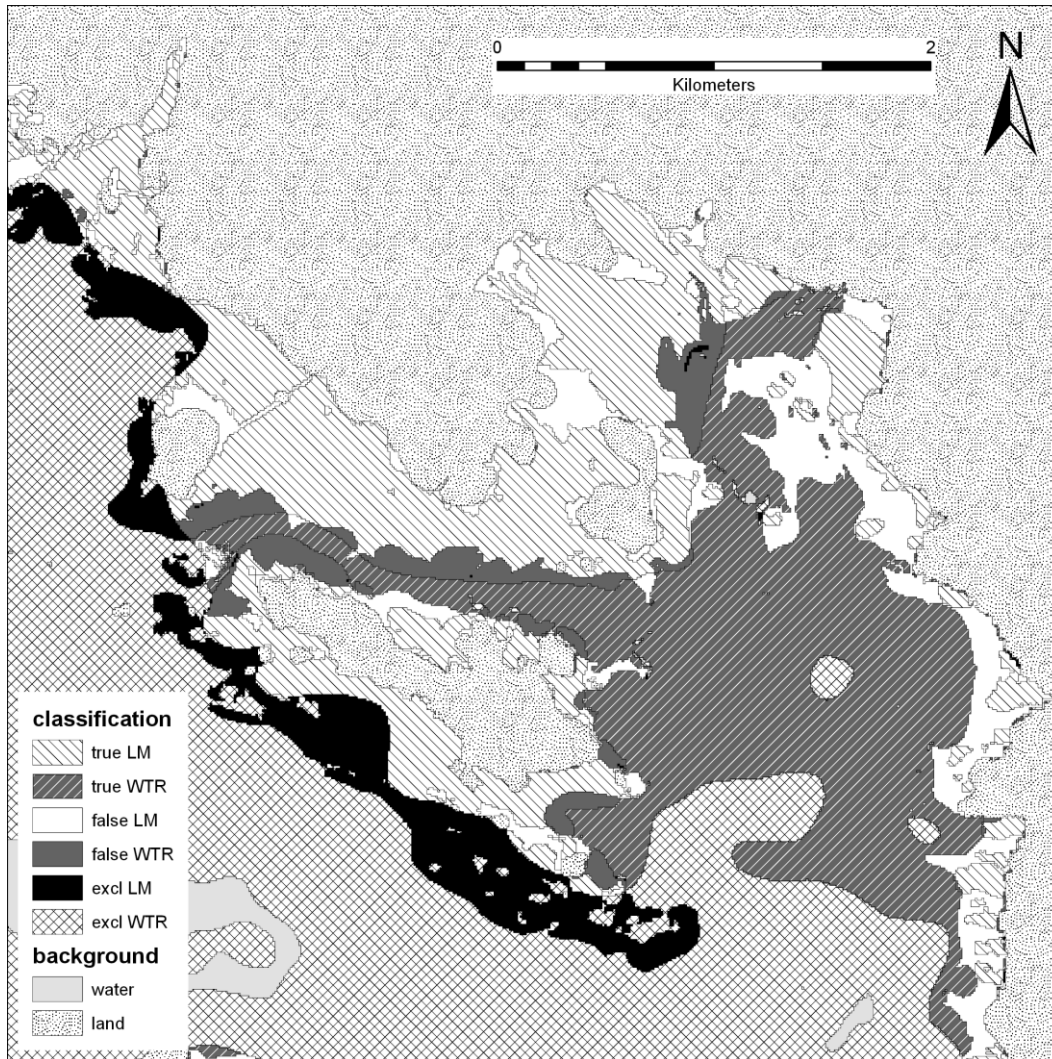 0 2
Kilometers
N
classification
true LM
true WTR
false LM
false WTR
excl LM
excl WTR
background
water
land